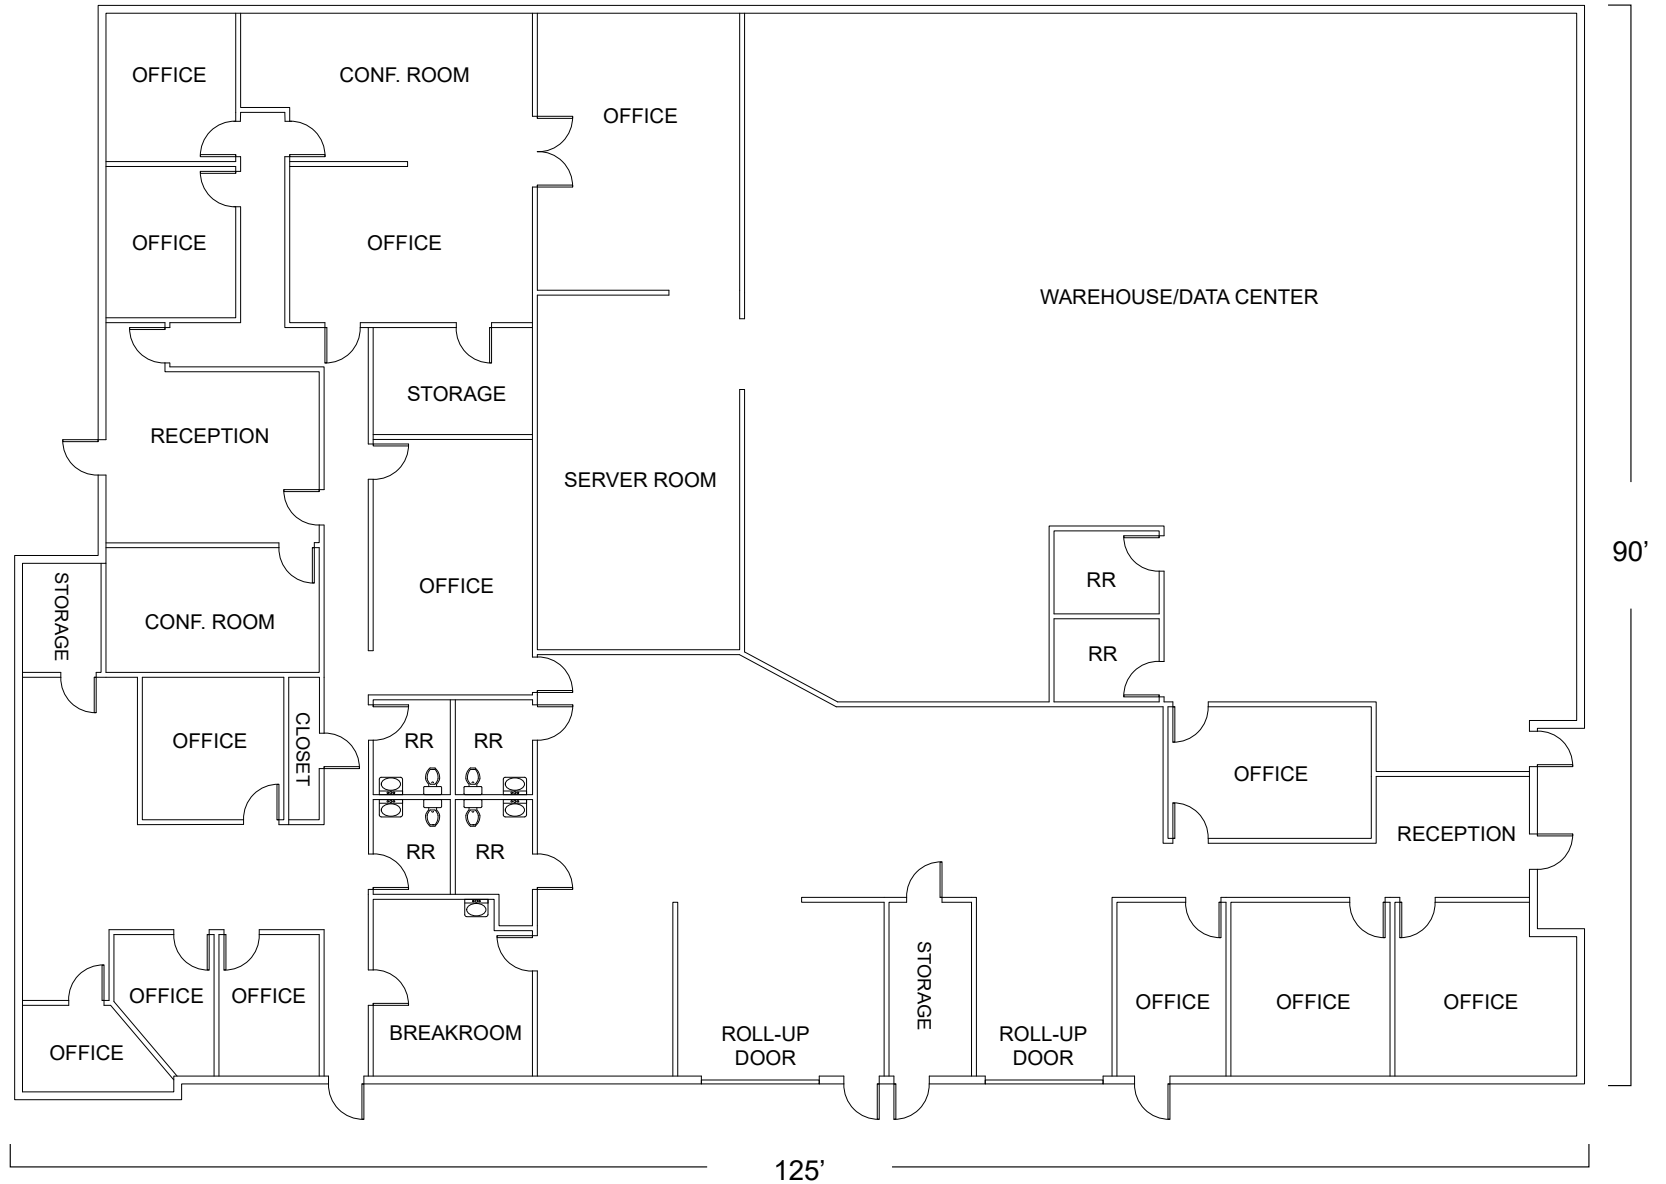 OFFICE
CONF. ROOM
OFFICE
OFFICE
OFFICE
WAREHOUSE/DATA CENTER
STORAGE
RECEPTION
SERVER ROOM
90’
RR
OFFICE
STORAGE
CONF. ROOM
RR
OFFICE
CLOSET
RR
RR
OFFICE
RECEPTION
RR
RR
OFFICE
OFFICE
STORAGE
OFFICE
OFFICE
OFFICE
OFFICE
BREAKROOM
ROLL-UP
DOOR
ROLL-UP
DOOR
125’